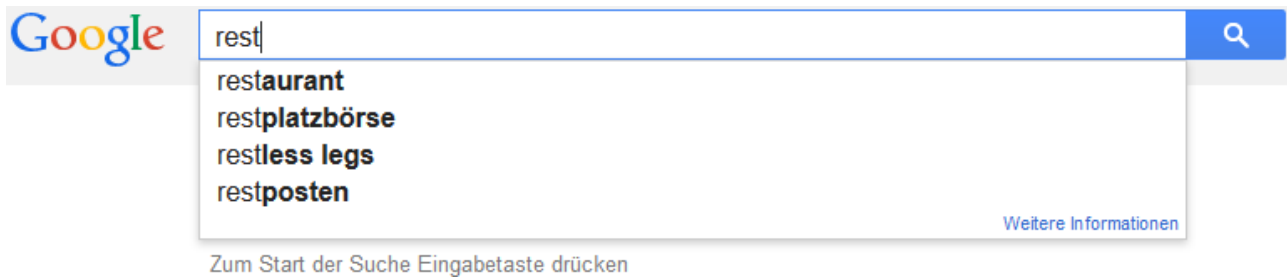 Google
rest
restaurant
restplatzbörse
restless legs
restposten
Weitere Informationen
Zum Start der Suche Eingabetaste drücken